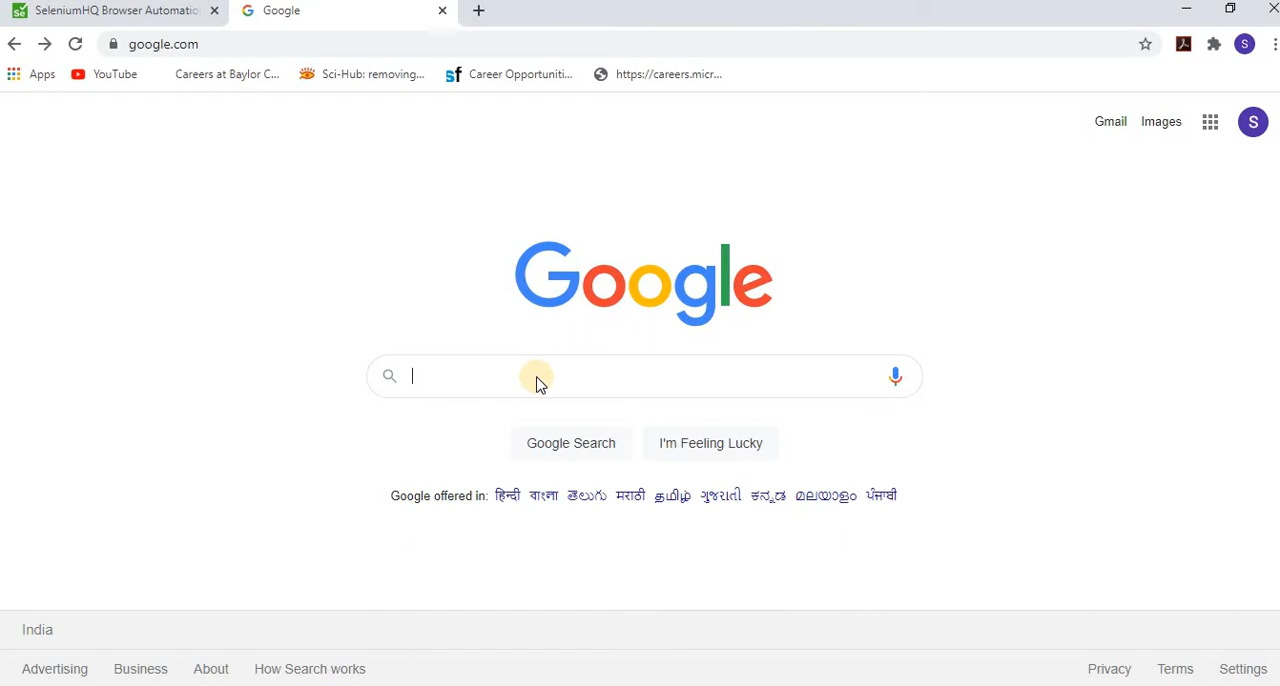 SeleniumHQ Browser Automatio
Google
google.com
S
Apps
YouTube
Careers at Baylor C...
Sci-Hub: removing...
sf Career Opportuniti...
https://careers.micr...
Gmail Images
S
Google
Google Search
I'm Feeling Lucky
Google offered in: हिन्दी বাংলা తెలుగు मराठी தமிழ் ગુજરાતી ಕನ್ನಡ മലയാളം ਪੰਜਾਬੀ
India
Advertising Business About How Search works
Privacy Terms Settings